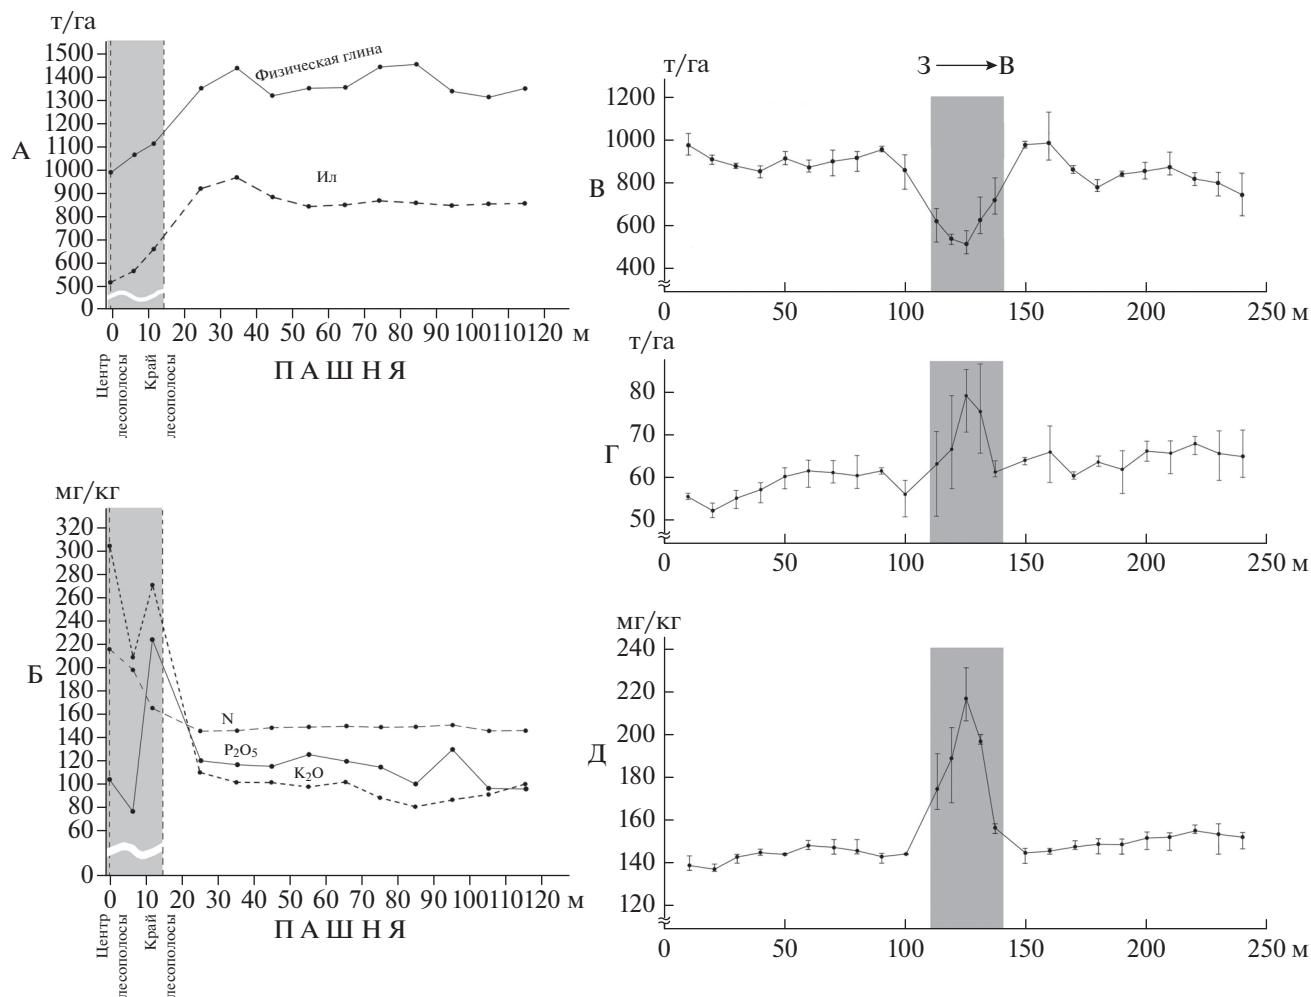 т/га
1500
1400
1300
1200
1100
1000
900
800
700
600
500
0
А
Физическая глина
Ил
0 10 20 30 40 50 60 70 80 90 100 110 120 м
Центр
лесополосы
Край
лесополосы
ПАШНЯ
мг/кг
320
300
280
260
240
220
200
180
160
140
120
100
80
60
0
Б
N
P₂O₅
K₂O
0 10 20 30 40 50 60 70 80 90 100 110 120 м
Центр
лесополосы
Край
лесополосы
ПАШНЯ
т/га
З В
1200
1000
800
600
400
В
0 50 100 150 200 250 м
т/га
80
70
60
50
Г
0 50 100 150 200 250 м
мг/кг
240
220
200
180
160
140
120
Д
0 50 100 150 200 250 м